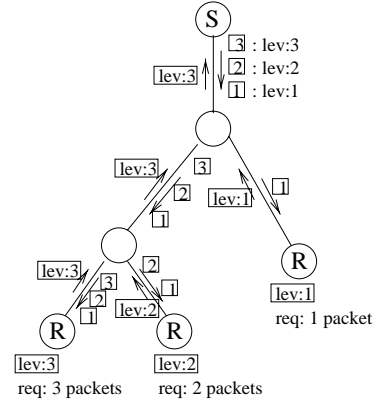 S
3 : lev:3
lev:3 2 : lev:2
1 : lev:1
lev:3 3 1
2 lev:1
1
lev:3 3 2 R
2 1 lev:1
1 lev:2 req: 1 packet
R R
lev:3 lev:2
req: 3 packets req: 2 packets